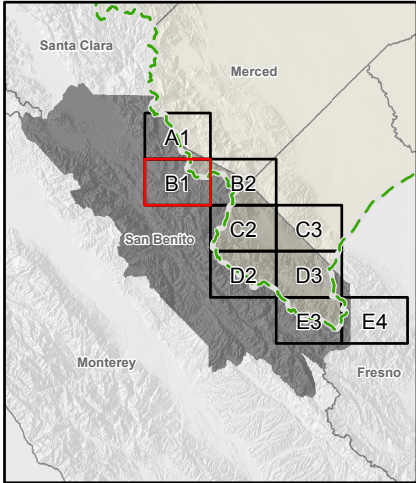 Santa Clara
Merced
A1
B1 B2
San Benito
C2 C3
D2 D3
E3 E4
Monterey
Fresno